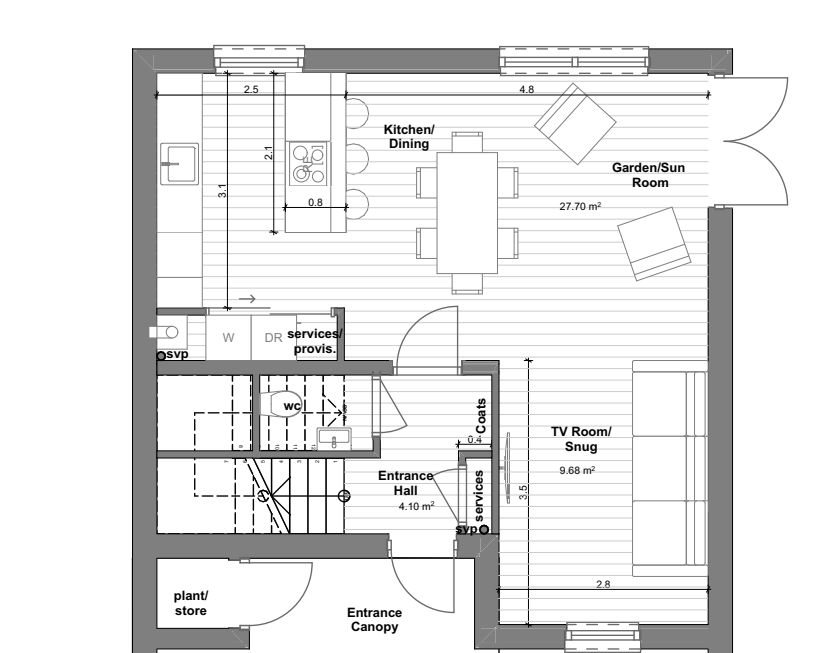 2.5
4.8
Kitchen/
Dining
2.1
3.1
0.8
Garden/Sun
Room
27.70 m²
W
DR
services/
provis.
svp
wc
Coats
0.4
TV Room/
Snug
9.68 m²
3.5
Entrance
Hall
4.10 m²
services
svp
2.8
plant/
store
Entrance
Canopy